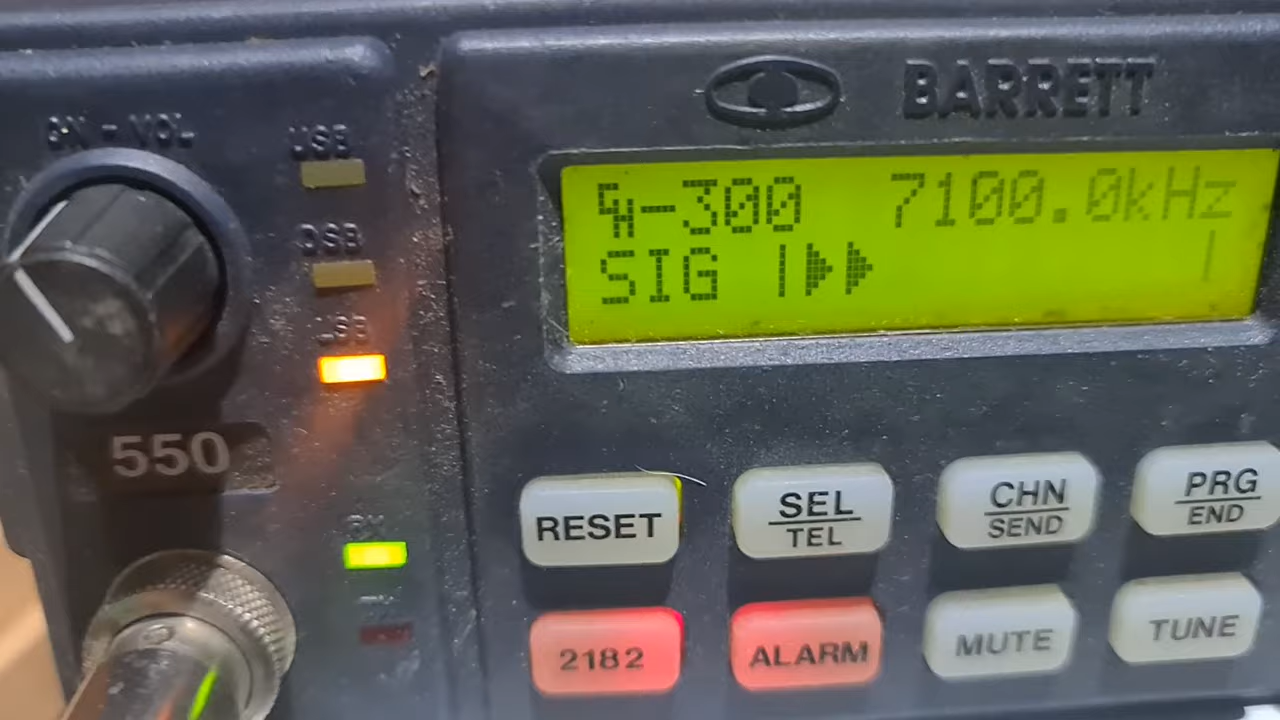 BARRETT
ON - VOL
USB
DSB
LSB
CH-300 7100.0kHz
SIG
550
RX
RESET
SEL
TEL
CHN
SEND
PRG
END
2182
ALARM
MUTE
TUNE